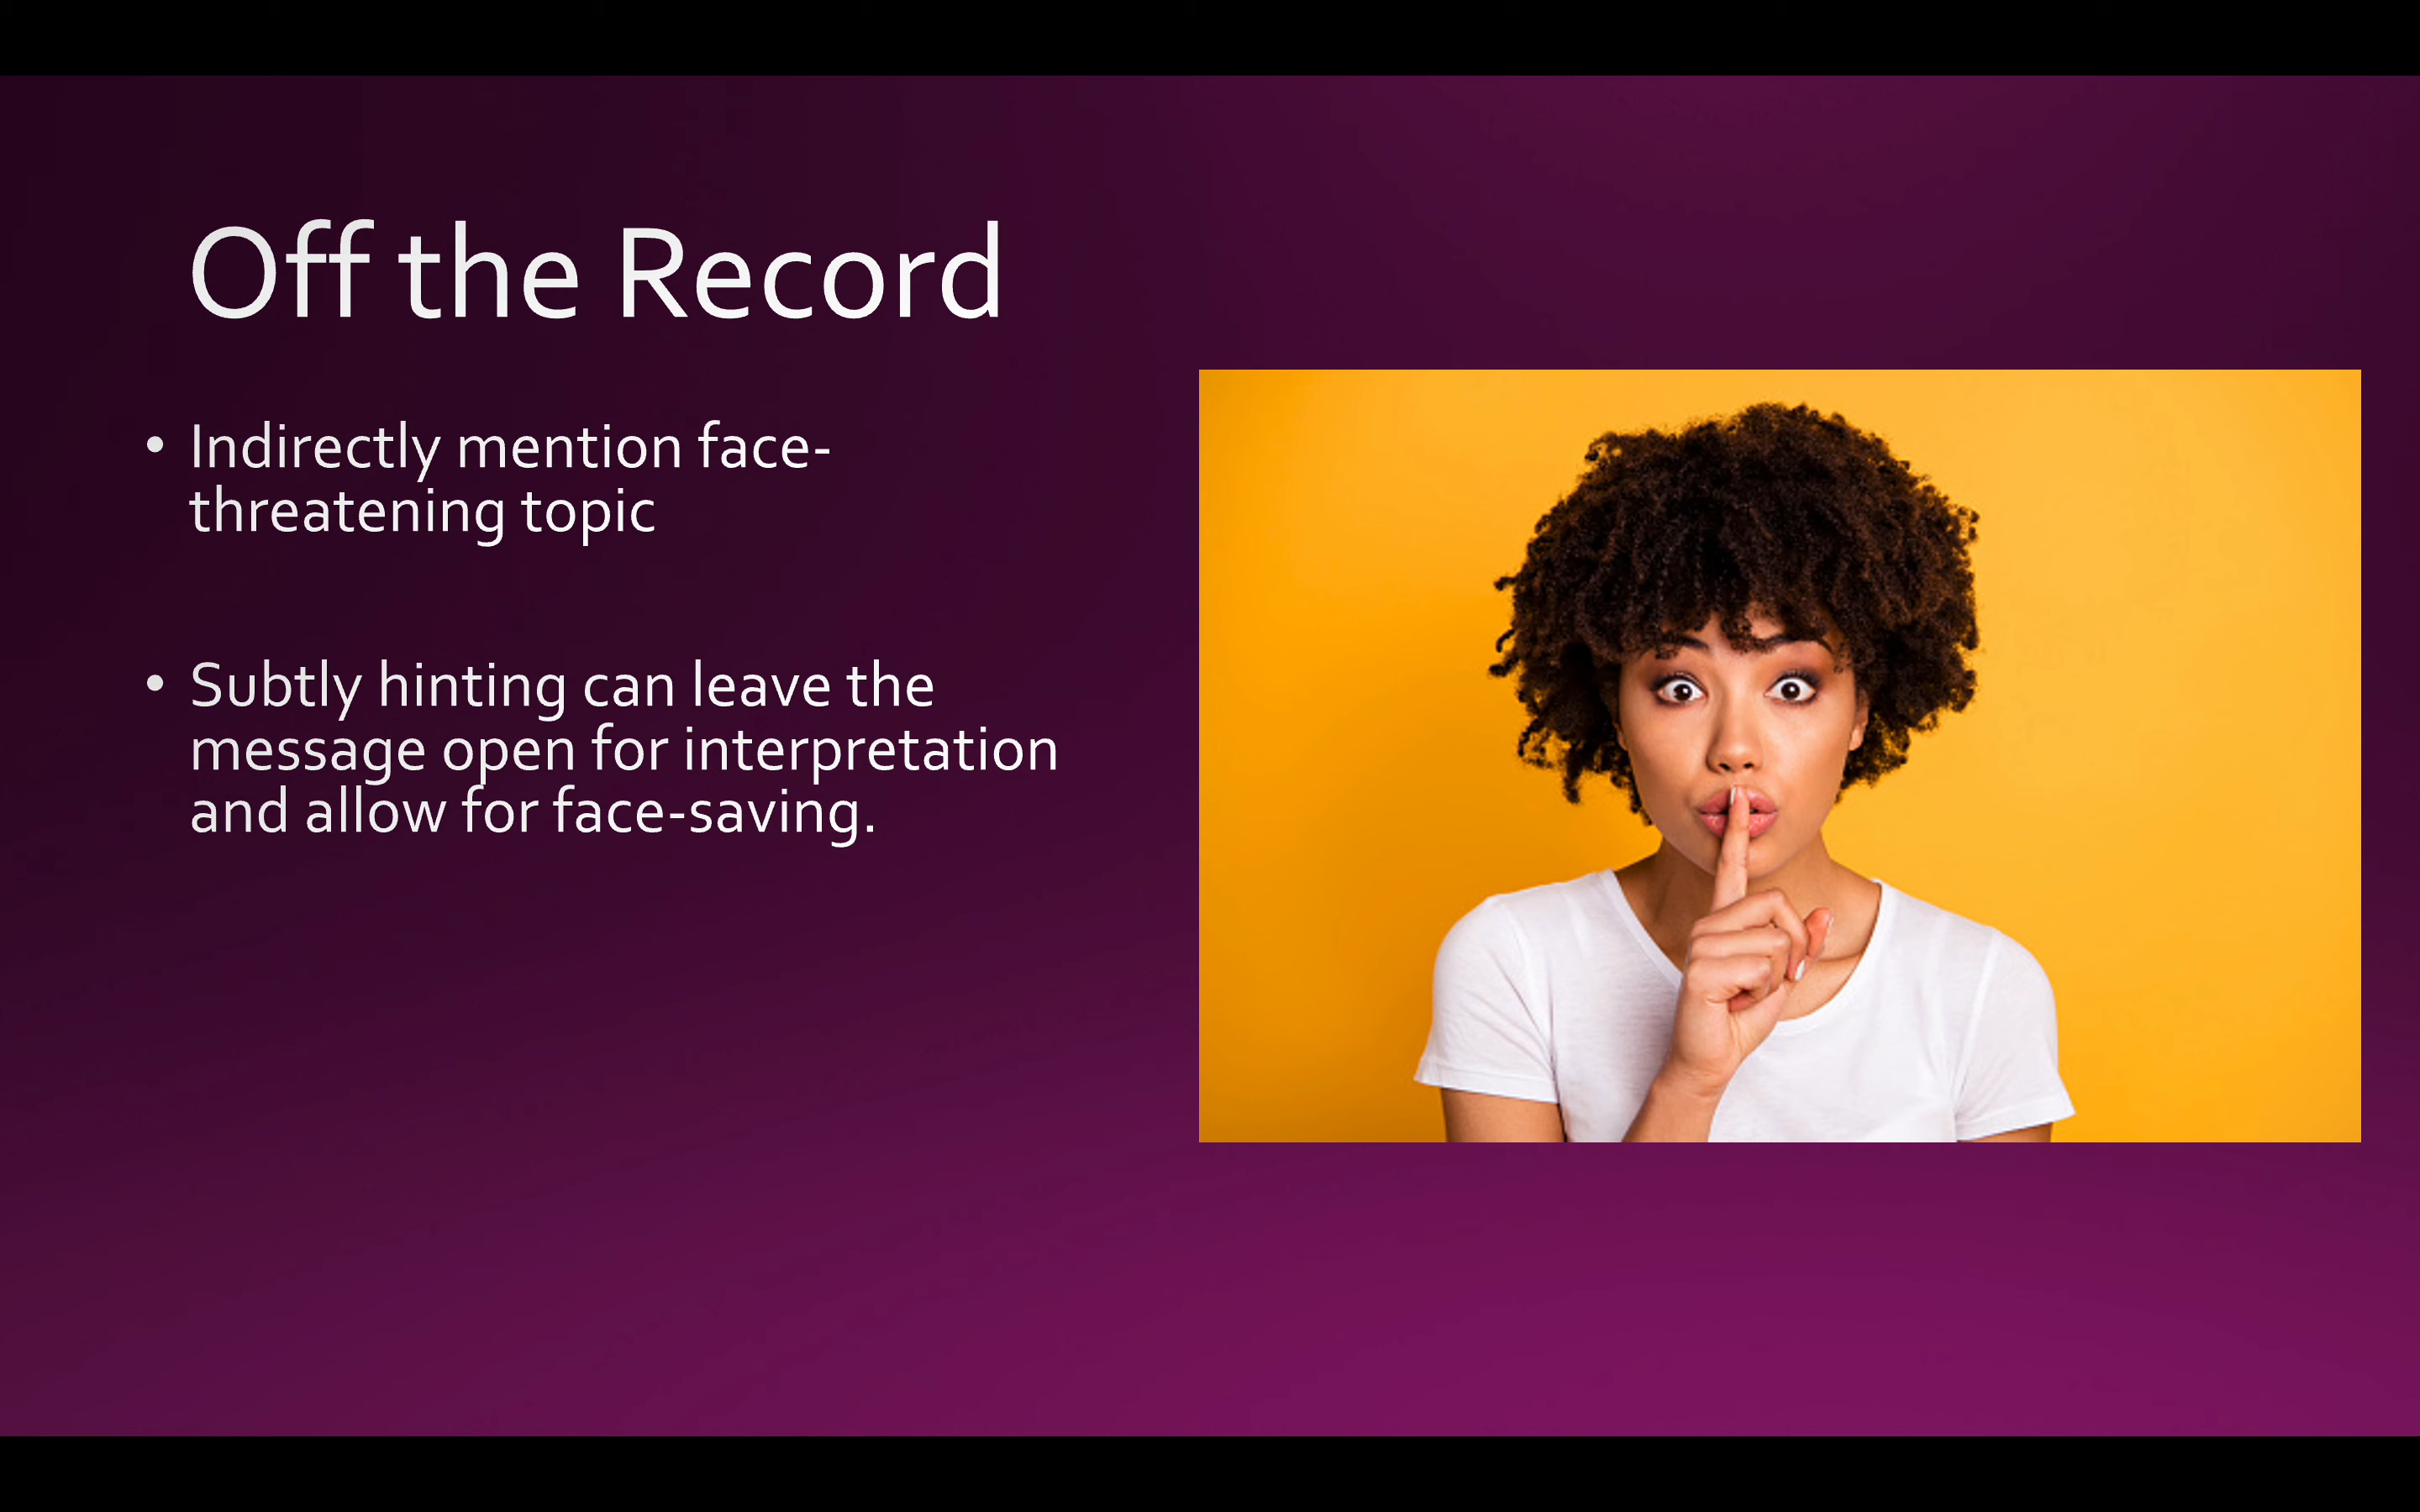 Off the Record
• Indirectly mention face-
threatening topic
• Subtly hinting can leave the
message open for interpretation
and allow for face-saving.